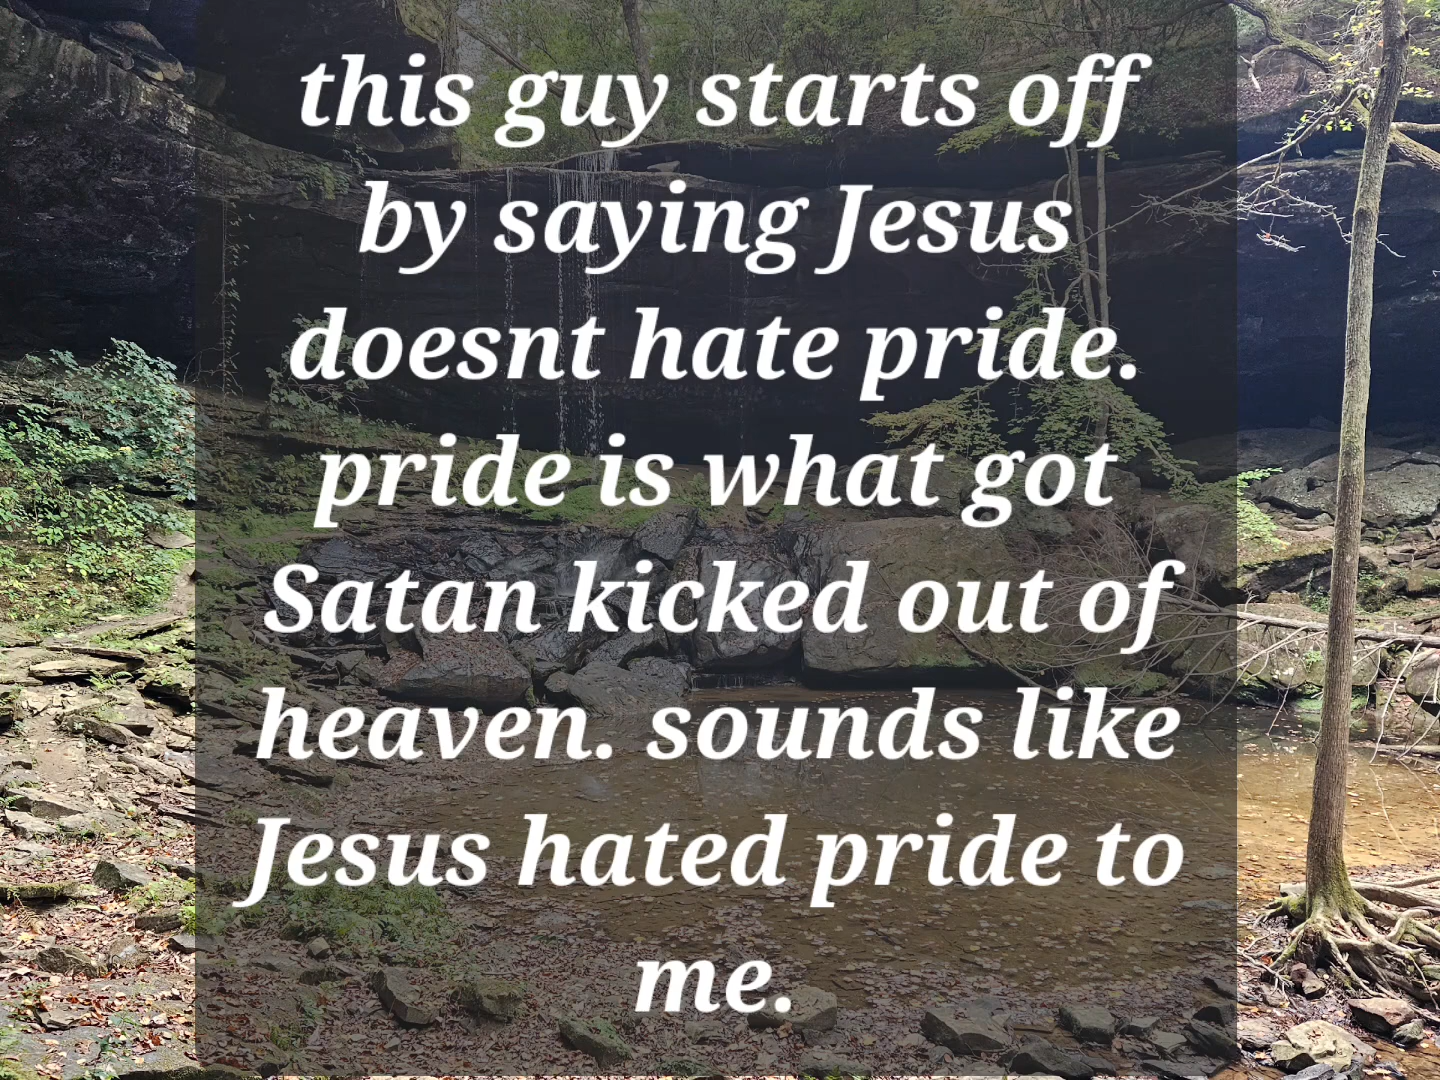 this guy starts off
by saying Jesus
doesnt hate pride.
pride is what got
Satan kicked out of
heaven. sounds like
Jesus hated pride to
me.